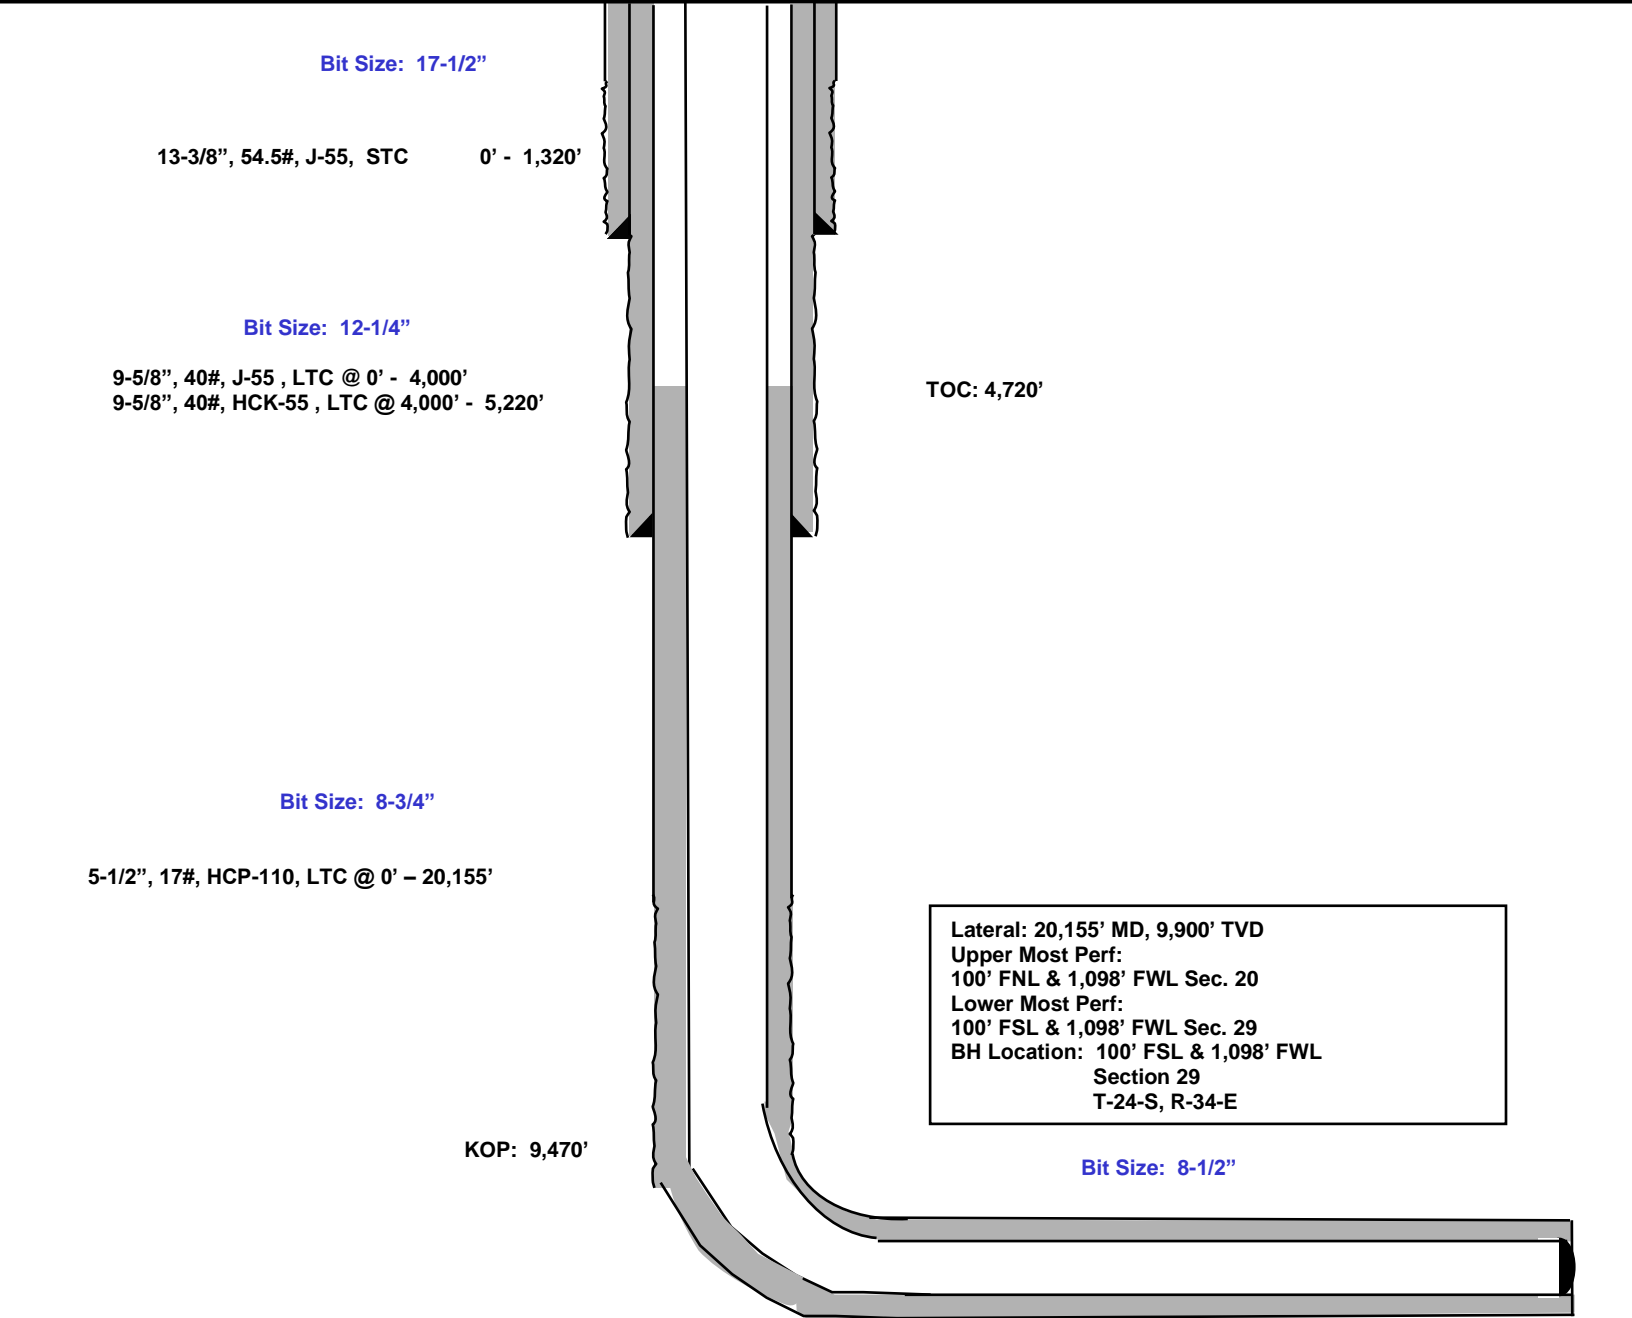 Bit Size: 17-1/2”
13-3/8”, 54.5#, J-55, STC 0’ - 1,320’
Bit Size: 12-1/4”
9-5/8”, 40#, J-55 , LTC @ 0’ - 4,000’
9-5/8”, 40#, HCK-55 , LTC @ 4,000’ - 5,220’
TOC: 4,720’
Bit Size: 8-3/4”
5-1/2”, 17#, HCP-110, LTC @ 0’ – 20,155’
Lateral: 20,155’ MD, 9,900’ TVD
Upper Most Perf:
100’ FNL & 1,098’ FWL Sec. 20
Lower Most Perf:
100’ FSL & 1,098’ FWL Sec. 29
BH Location: 100’ FSL & 1,098’ FWL
Section 29
T-24-S, R-34-E
KOP: 9,470’
Bit Size: 8-1/2”